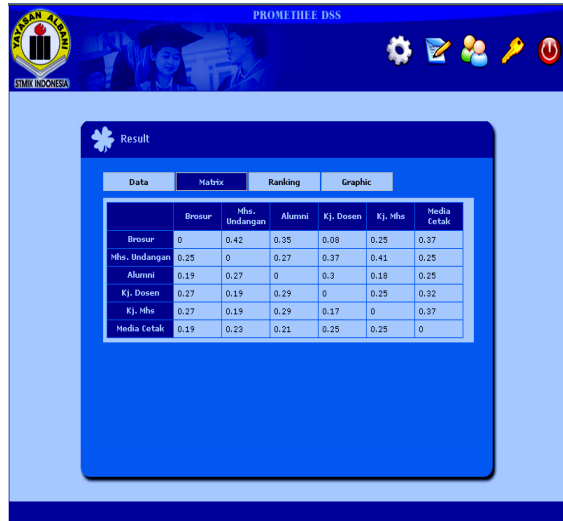 PROMETHEE DSS
YAYASAN ALBANI
STMIK INDONESIA
Result
Data Matrix Ranking Graphic
Brosur Mhs. Undangan Alumni Kj. Dosen Kj. Mhs Media Cetak
Brosur 0 0.42 0.35 0.08 0.25 0.37
Mhs. Undangan 0.25 0 0.27 0.37 0.41 0.25
Alumni 0.19 0.27 0 0.3 0.18 0.25
Kj. Dosen 0.27 0.19 0.29 0 0.25 0.32
Kj. Mhs 0.27 0.19 0.29 0.17 0 0.37
Media Cetak 0.19 0.23 0.21 0.25 0.25 0